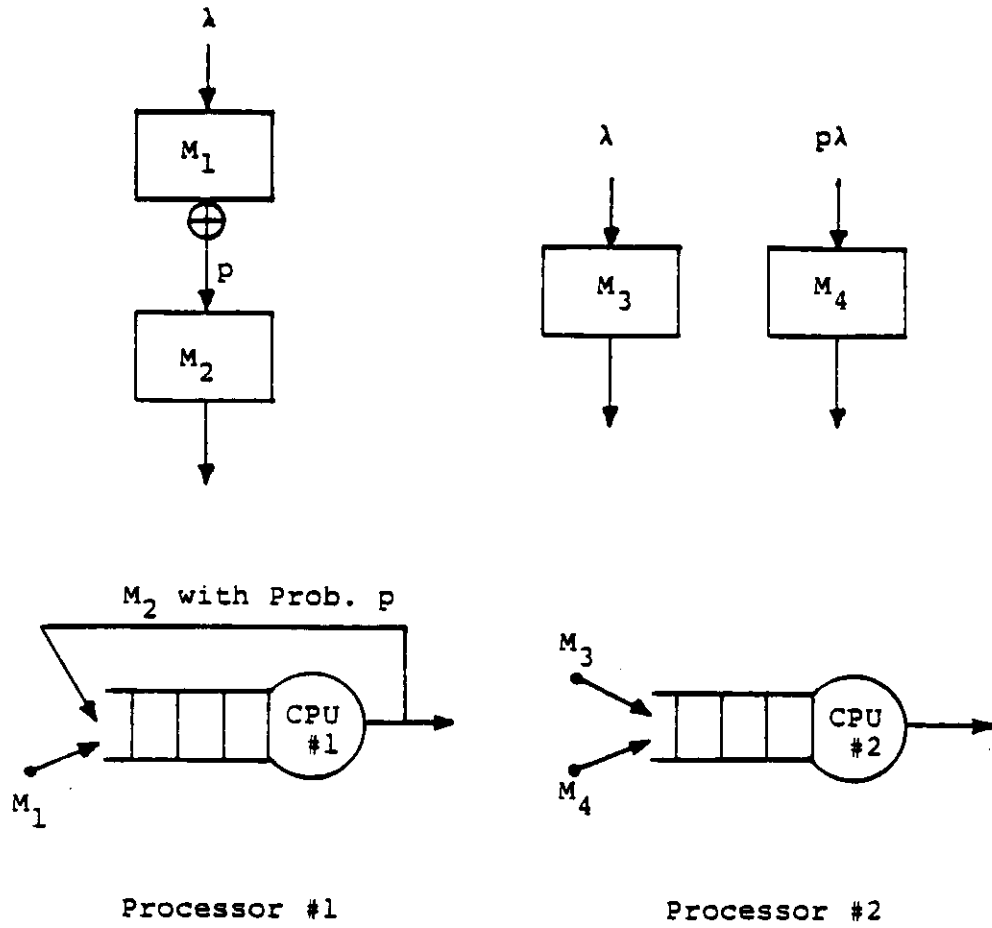 λ
M1
p
M2
λ
pλ
M3
M4
M2 with Prob. p
CPU
#1
M1
M3
CPU
#2
M4
Processor #1
Processor #2